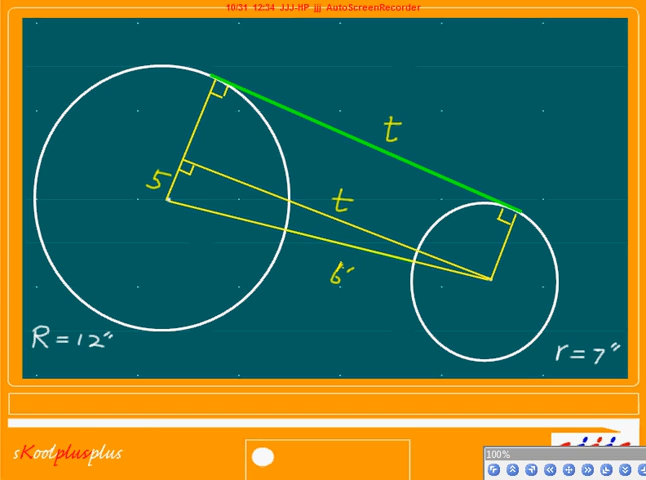 10/31 12:34 JJJ-HP jjj AutoScreenRecorder
t
5
t
6'
R = 12"
r = 7"
sKoolplusplus
100%